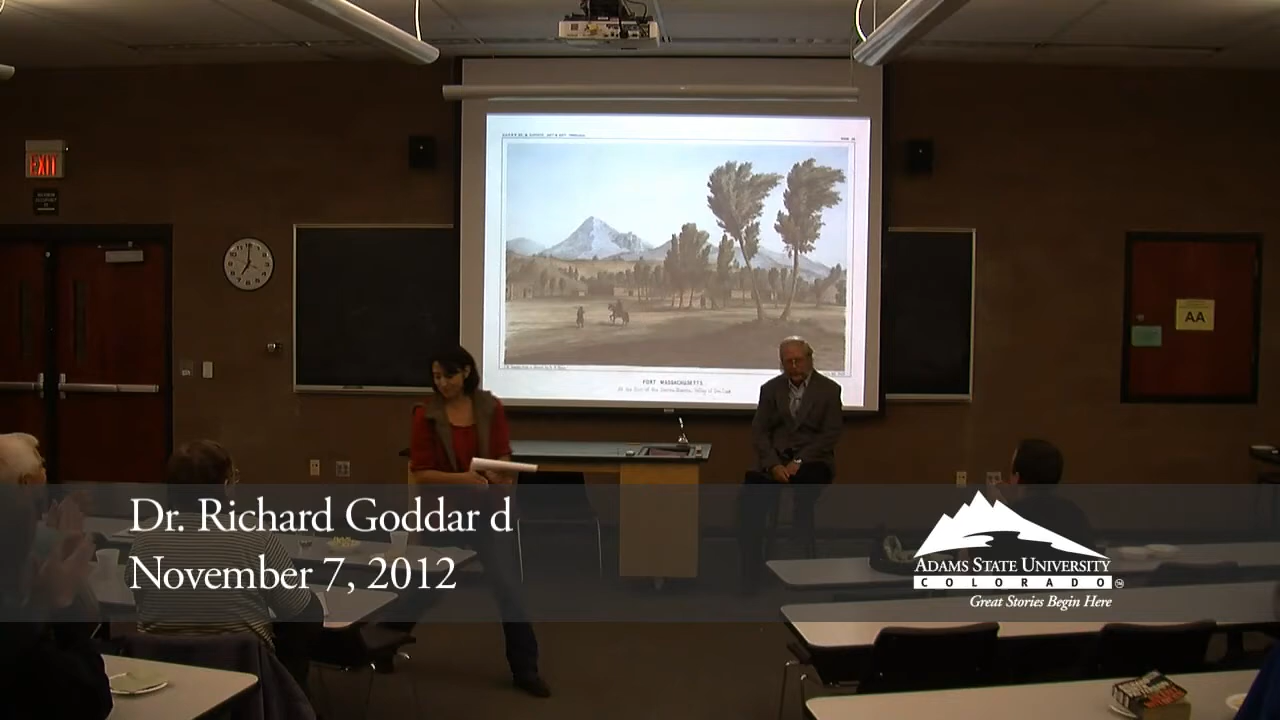 EXIT
AA
FORT MASSACHUSETTS
Dr. Richard Goddar d
November 7, 2012
ADAMS STATE UNIVERSITY
COLORADO
Great Stories Begin Here